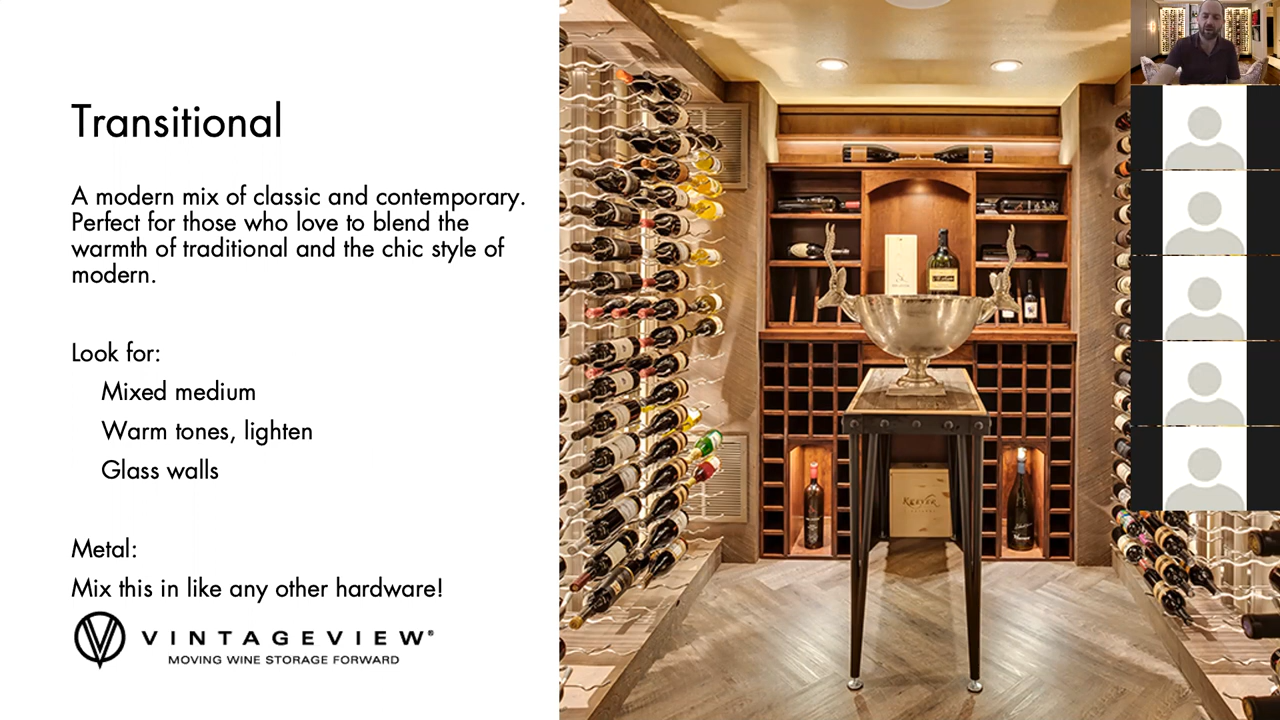 Transitional
A modern mix of classic and contemporary.
Perfect for those who love to blend the
warmth of traditional and the chic style of
modern.
Look for:
Mixed medium
Warm tones, lighten
Glass walls
Metal:
Mix this in like any other hardware!
VINTAGEVIEW®
MOVING WINE STORAGE FORWARD